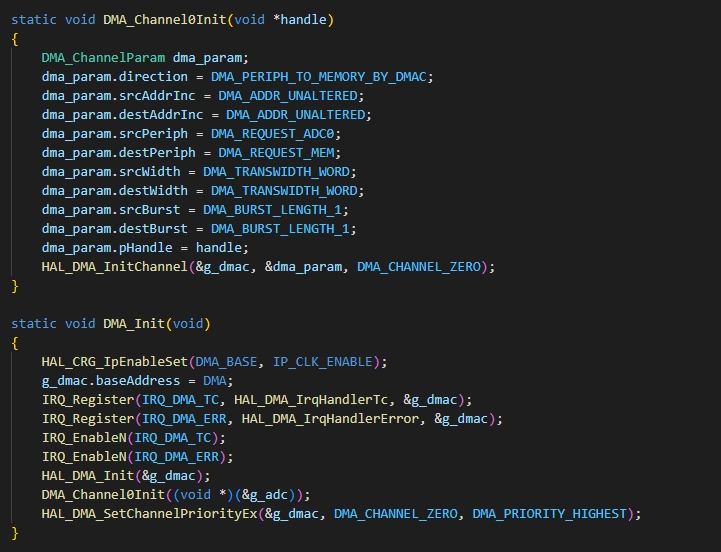 static void DMA_Channel0Init(void *handle)
{
    DMA_ChannelParam dma_param;
    dma_param.direction = DMA_PERIPH_TO_MEMORY_BY_DMAC;
    dma_param.srcAddrInc = DMA_ADDR_UNALTERED;
    dma_param.destAddrInc = DMA_ADDR_UNALTERED;
    dma_param.srcPeriph = DMA_REQUEST_ADC0;
    dma_param.destPeriph = DMA_REQUEST_MEM;
    dma_param.srcWidth = DMA_TRANSWIDTH_WORD;
    dma_param.destWidth = DMA_TRANSWIDTH_WORD;
    dma_param.srcBurst = DMA_BURST_LENGTH_1;
    dma_param.destBurst = DMA_BURST_LENGTH_1;
    dma_param.pHandle = handle;
    HAL_DMA_InitChannel(&g_dmac, &dma_param, DMA_CHANNEL_ZERO);
}

static void DMA_Init(void)
{
    HAL_CRG_IpEnableSet(DMA_BASE, IP_CLK_ENABLE);
    g_dmac.baseAddress = DMA;
    IRQ_Register(IRQ_DMA_TC, HAL_DMA_IrqHandlerTc, &g_dmac);
    IRQ_Register(IRQ_DMA_ERR, HAL_DMA_IrqHandlerError, &g_dmac);
    IRQ_EnableN(IRQ_DMA_TC);
    IRQ_EnableN(IRQ_DMA_ERR);
    HAL_DMA_Init(&g_dmac);
    DMA_Channel0Init((void *)(&g_adc));
    HAL_DMA_SetChannelPriorityEx(&g_dmac, DMA_CHANNEL_ZERO, DMA_PRIORITY_HIGHEST);
}